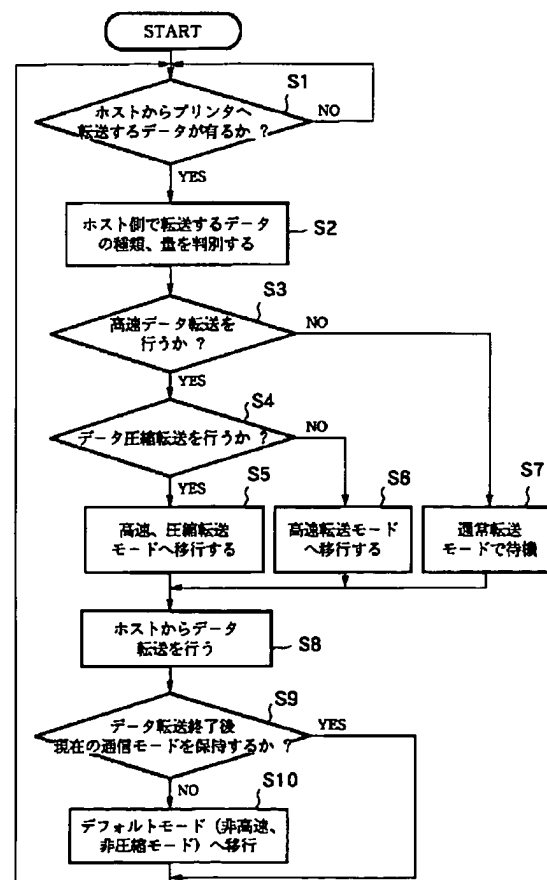 START
S1
ホストからプリンタへ
転送するデータが有るか ?
NO
YES
ホスト側で転送するデータ
の種類、量を判別する
S2
S3
高速データ転送を
行うか ?
NO
YES
S4
データ圧縮転送を行うか ?
NO
YES
S5
S6
S7
高速、圧縮転送
モードへ移行する
高速転送モード
へ移行する
通常転送
モードで待機
ホストからデータ
転送を行う
S8
S9
データ転送終了後
現在の通信モードを保持するか ?
YES
NO
S10
デフォルトモード (非高速、
非圧縮モード) へ移行